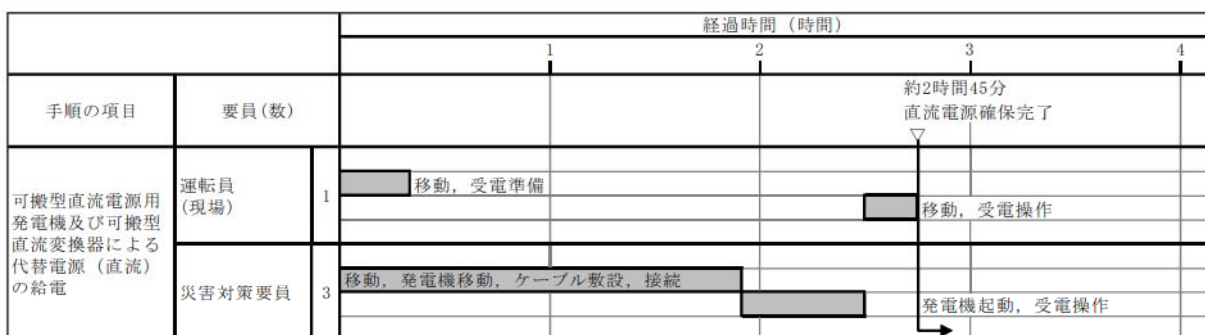 経過時間（時間）
1
2
3
4
手順の項目
要員(数)
約2時間45分
直流電源確保完了
可搬型直流電源用
発電機及び可搬型
直流変換器による
代替電源（直流）
の給電
運転員
(現場)
1
移動，受電準備
移動，受電操作
災害対策要員
3
移動，発電機移動，ケーブル敷設，接続
発電機起動，受電操作